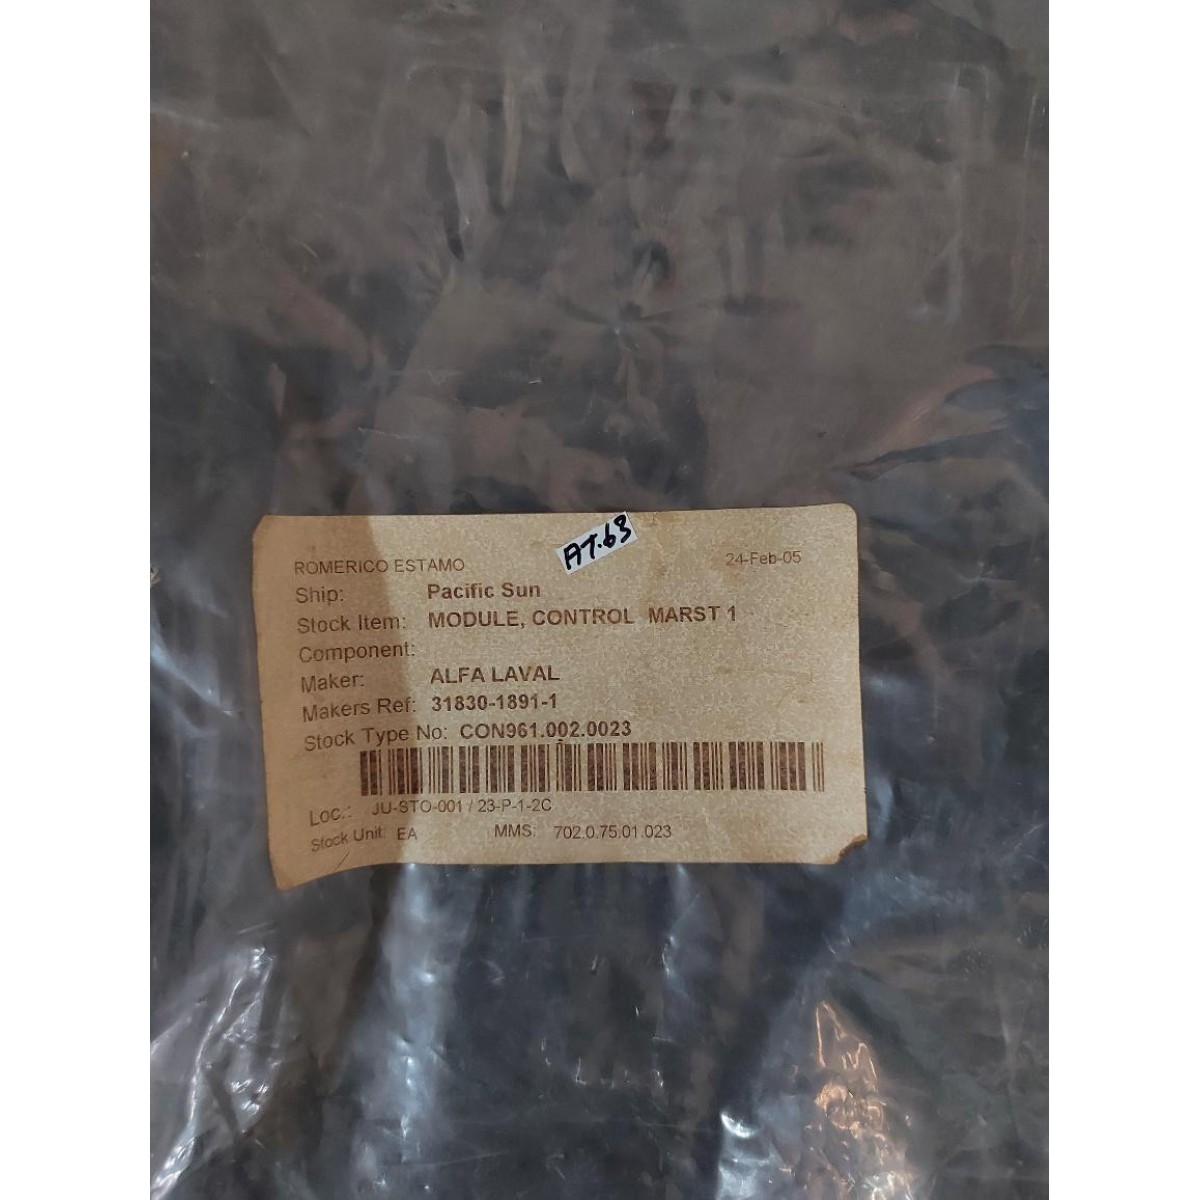 AT.63
ROMERICO ESTAMO 24-Feb-05
Ship: Pacific Sun
Stock Item: MODULE, CONTROL MARST 1
Component:
Maker: ALFA LAVAL
Makers Ref: 31830-1891-1
Stock Type No: CON961.002.0023
Loc.: JU-STO-001 / 23-P-1-2C
Stock Unit: EA MMS: 702.0.75.01.023